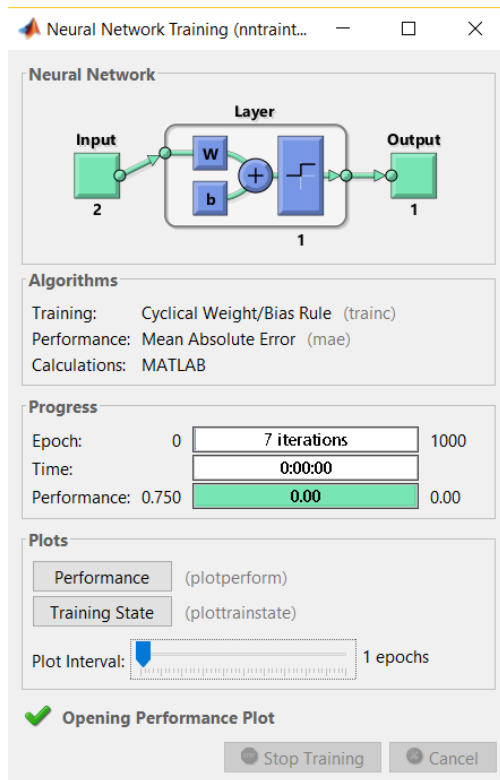 Neural Network Training (nntraint...
Neural Network
Layer
Input
Output
W
b
+
2
1
1
Algorithms
Training: Cyclical Weight/Bias Rule (trainc)
Performance: Mean Absolute Error (mae)
Calculations: MATLAB
Progress
Epoch: 0 7 iterations 1000
Time: 0:00:00
Performance: 0.750 0.00 0.00
Plots
Performance (plotperform)
Training State (plottrainstate)
Plot Interval: 1 epochs
Opening Performance Plot
Stop Training Cancel